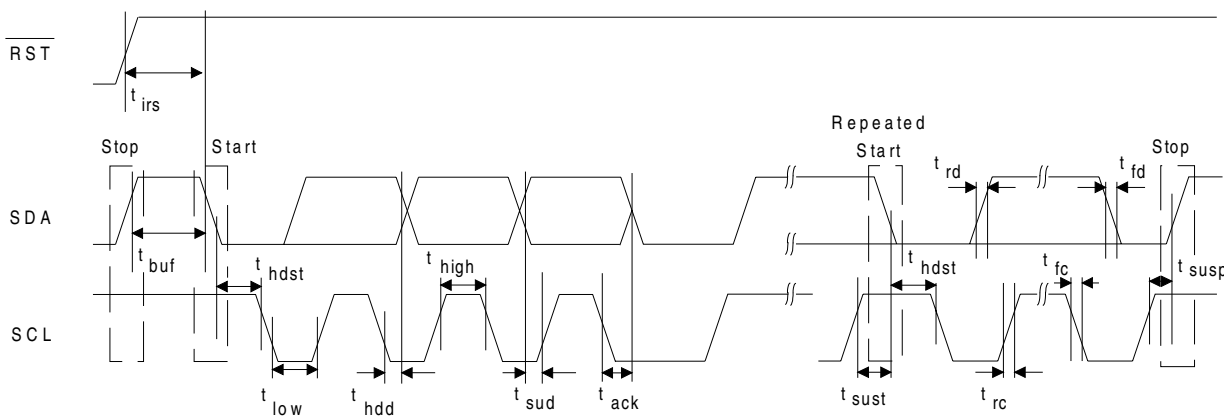 RST
t irs
Repeated
Stop Start Start Stop
t rd t fd
SDA
t buf t hdst t high t hdst t fc t susp
SCL
t low t hdd t sud t ack t sust t rc